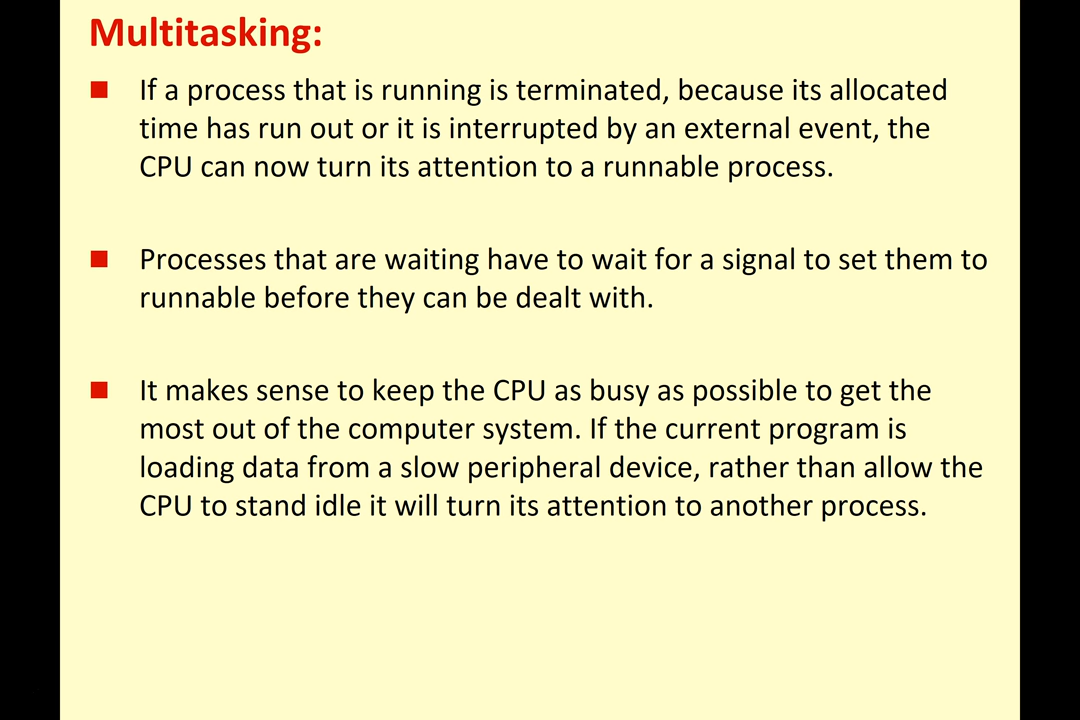 Multitasking:
If a process that is running is terminated, because its allocated
time has run out or it is interrupted by an external event, the
CPU can now turn its attention to a runnable process.
Processes that are waiting have to wait for a signal to set them to
runnable before they can be dealt with.
It makes sense to keep the CPU as busy as possible to get the
most out of the computer system. If the current program is
loading data from a slow peripheral device, rather than allow the
CPU to stand idle it will turn its attention to another process.